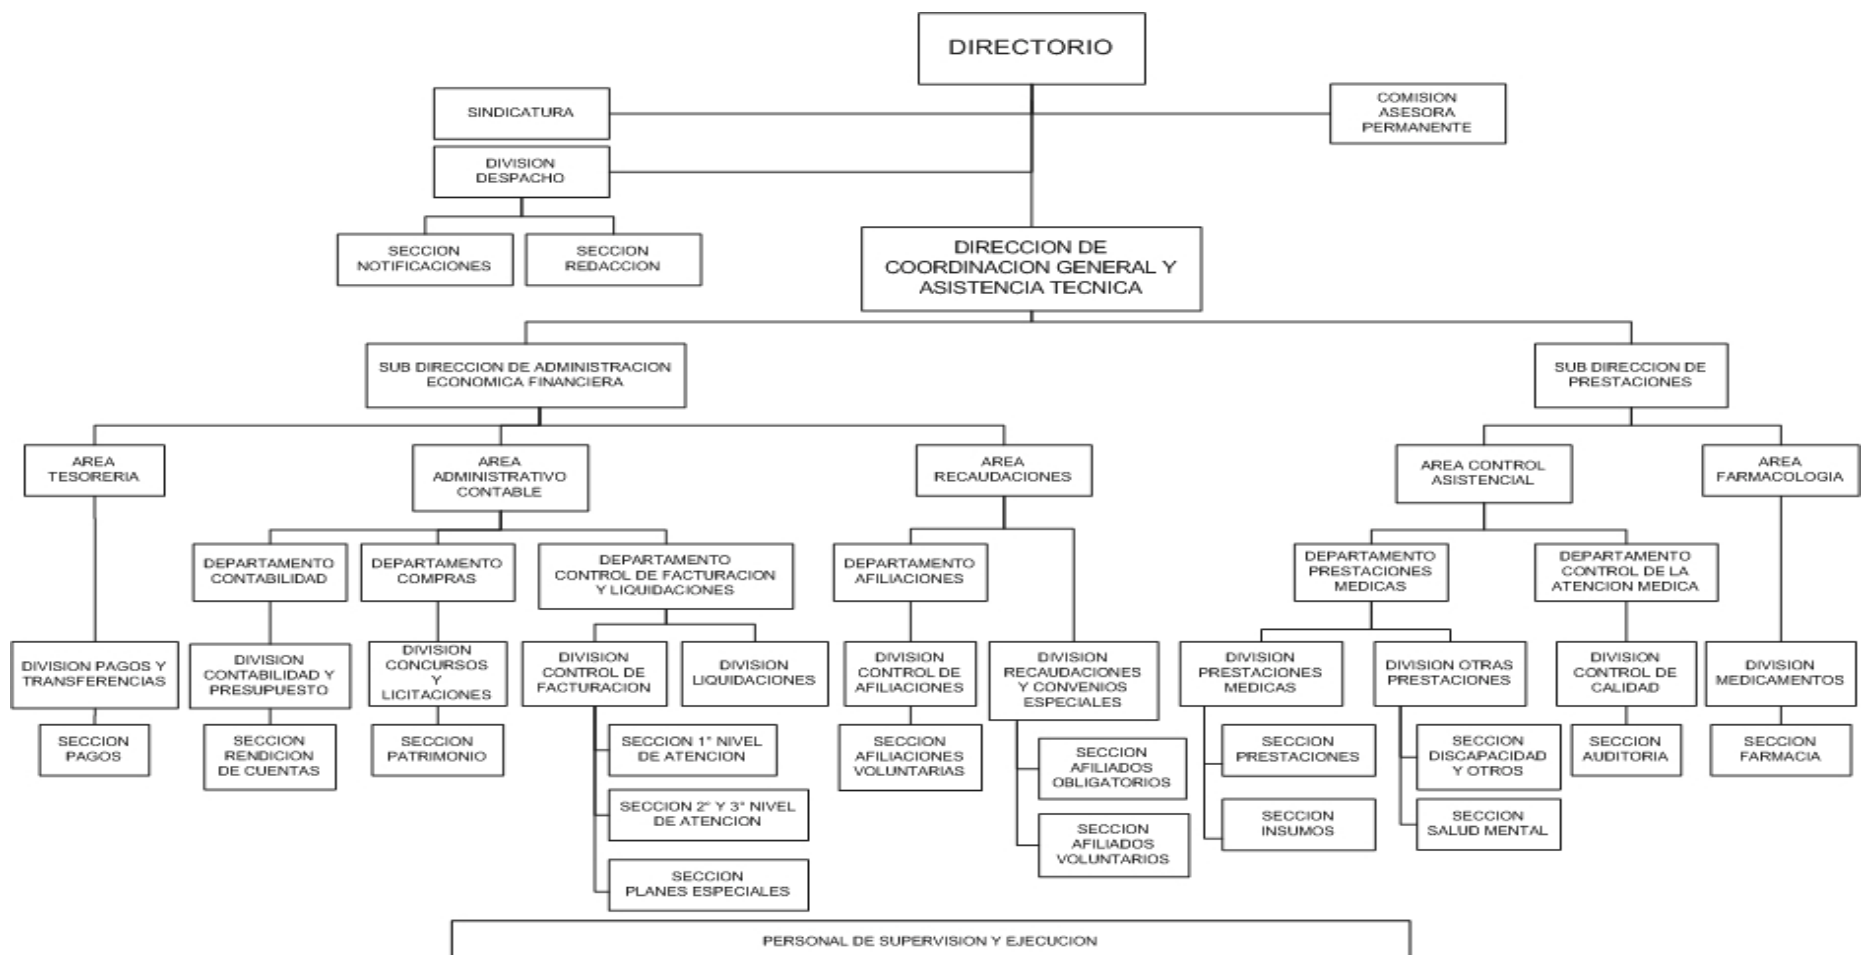 DIRECTORIO
SINDICATURA
COMISION
ASESORA
PERMANENTE
DIVISION
DESPACHO
SECCION
NOTIFICACIONES
SECCION
REDACCION
DIRECCION DE
COORDINACION GENERAL Y
ASISTENCIA TECNICA
SUB DIRECCION DE ADMINISTRACION
ECONOMICA FINANCIERA
SUB DIRECCION DE
PRESTACIONES
AREA
TESORERIA
AREA
ADMINISTRATIVO
CONTABLE
AREA
RECAUDACIONES
AREA CONTROL
ASISTENCIAL
AREA
FARMACOLOGIA
DEPARTAMENTO
CONTABILIDAD
DEPARTAMENTO
COMPRAS
DEPARTAMENTO
CONTROL DE FACTURACION
Y LIQUIDACIONES
DEPARTAMENTO
AFILIACIONES
DEPARTAMENTO
PRESTACIONES
MEDICAS
DEPARTAMENTO
CONTROL DE LA
ATENCION MEDICA
DIVISION PAGOS Y
TRANSFERENCIAS
DIVISION
CONTABILIDAD Y
PRESUPUESTO
DIVISION
CONCURSOS
Y
LICITACIONES
DIVISION
CONTROL DE
FACTURACION
DIVISION
LIQUIDACIONES
DIVISION
CONTROL DE
AFILIACIONES
DIVISION
RECAUDACIONES
Y CONVENIOS
ESPECIALES
DIVISION
PRESTACIONES
MEDICAS
DIVISION OTRAS
PRESTACIONES
DIVISION
CONTROL DE
CALIDAD
DIVISION
MEDICAMENTOS
SECCION
PAGOS
SECCION
RENDICION
DE CUENTAS
SECCION
PATRIMONIO
SECCION 1° NIVEL
DE ATENCION
SECCION 2° Y 3° NIVEL
DE ATENCION
SECCION
PLANES ESPECIALES
SECCION
AFILIACIONES
VOLUNTARIAS
SECCION
AFILIADOS
OBLIGATORIOS
SECCION
AFILIADOS
VOLUNTARIOS
SECCION
PRESTACIONES
SECCION
INSUMOS
SECCION
DISCAPACIDAD
Y OTROS
SECCION
SALUD MENTAL
SECCION
AUDITORIA
SECCION
FARMACIA
PERSONAL DE SUPERVISION Y EJECUCION